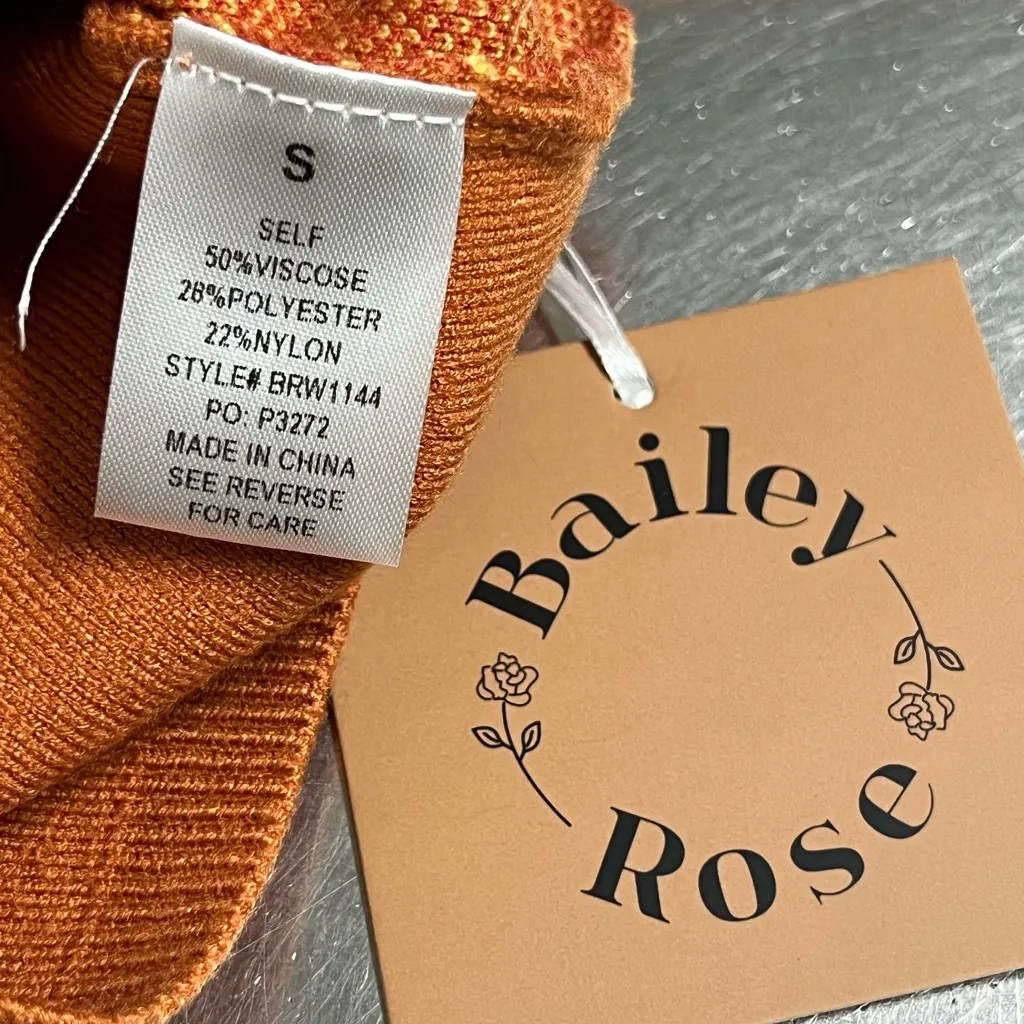 S
SELF
50%VISCOSE
28%POLYESTER
22%NYLON
STYLE# BRW1144
PO: P3272
MADE IN CHINA
SEE REVERSE
FOR CARE
Bailey
Rose